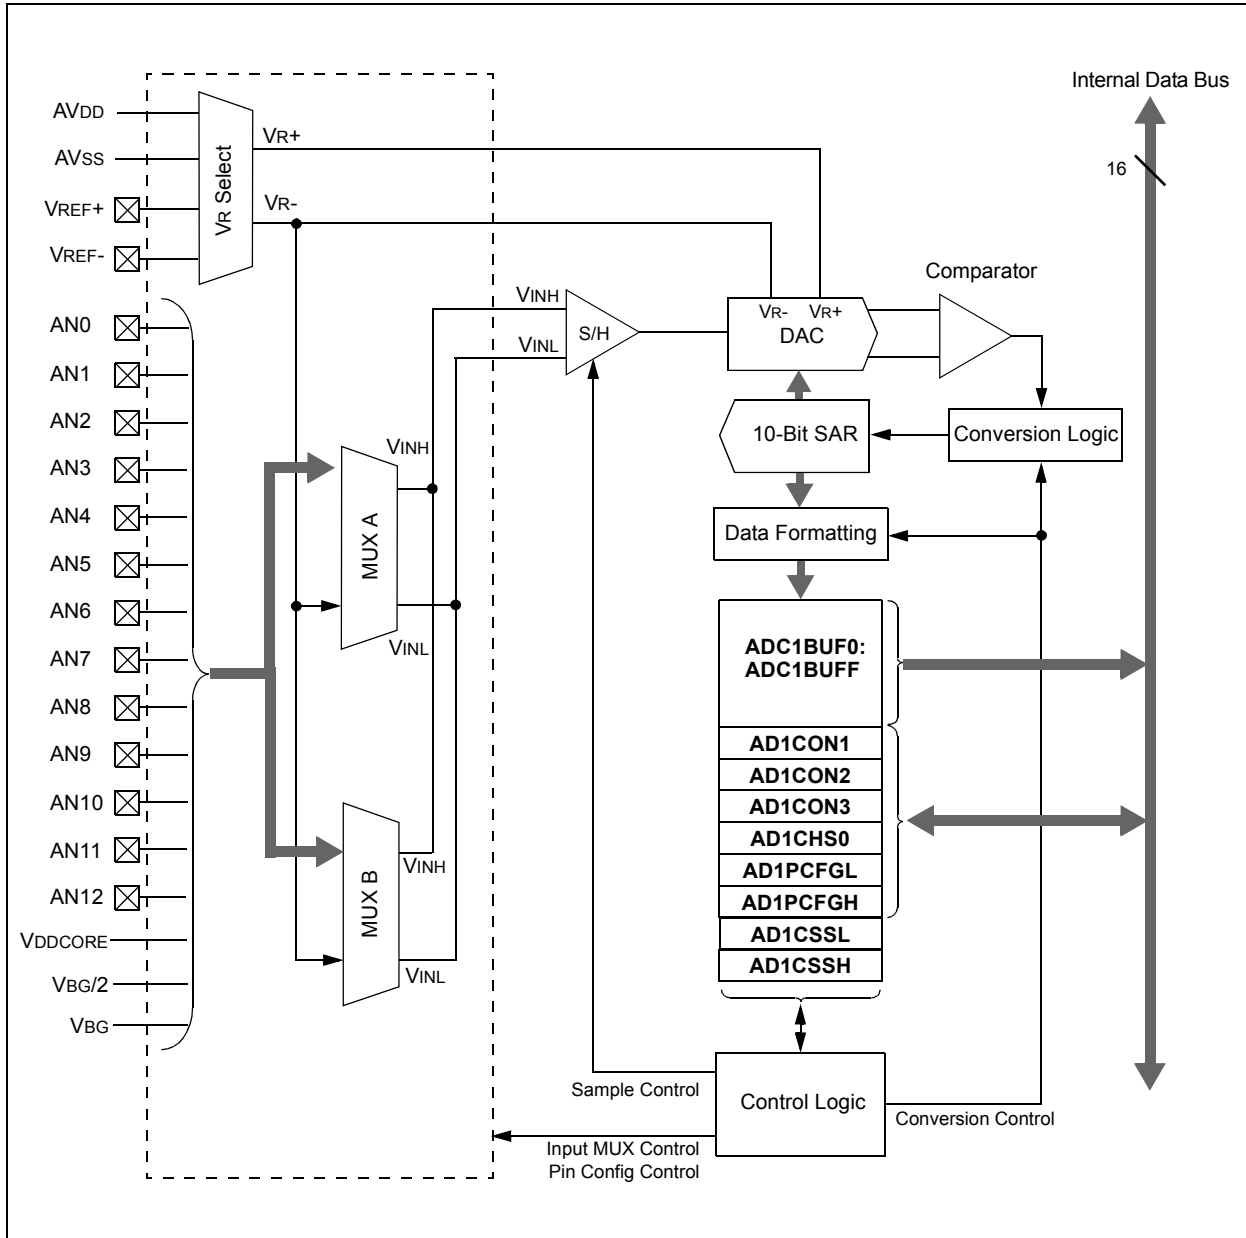 Internal Data Bus
16
AVDD
AVSS
VREF+
VREF-
VR Select
VR+
VR-
AN0
AN1
AN2
AN3
AN4
AN5
AN6
AN7
AN8
AN9
AN10
AN11
AN12
VDDCORE
VBG/2
VBG
MUX A
VINH
VINL
MUX B
VINH
VINL
VINH
VINL
S/H
VR- VR+
DAC
Comparator
10-Bit SAR
Conversion Logic
Data Formatting
ADC1BUF0:
ADC1BUFF
AD1CON1
AD1CON2
AD1CON3
AD1CHS0
AD1PCFGL
AD1PCFGH
AD1CSSL
AD1CSSH
Control Logic
Sample Control
Conversion Control
Input MUX Control
Pin Config Control